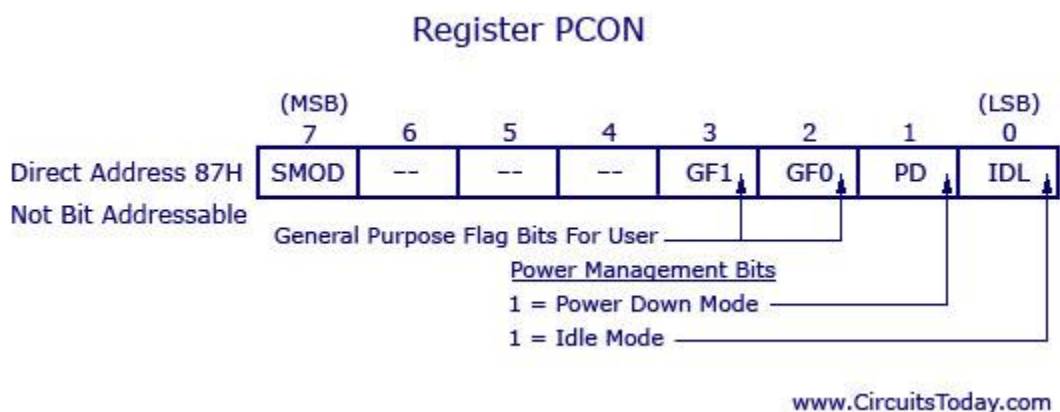 Register PCON
(MSB) (LSB)
7 6 5 4 3 2 1 0
Direct Address 87H SMOD -- -- -- GF1 GF0 PD IDL
Not Bit Addressable
General Purpose Flag Bits For User
Power Management Bits
1 = Power Down Mode
1 = Idle Mode
www.CircuitsToday.com